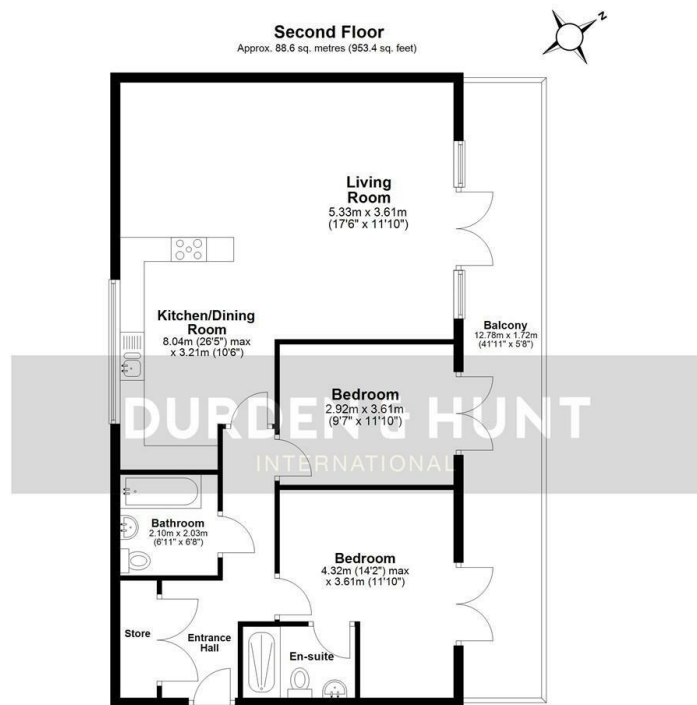 Second Floor
Approx. 88.6 sq. metres (953.4 sq. feet)
Z
Living
Room
5.33m x 3.61m
(17'6" x 11'10")
Kitchen/Dining
Room
8.04m (26'5") max
x 3.21m (10'6")
Balcony
12.78m x 1.72m
(41'11" x 5'8")
Bedroom
2.92m x 3.61m
(9'7" x 11'10")
DURDEN & HUNT
INTERNATIONAL
Bathroom
2.10m x 2.03m
(6'11" x 6'8")
Bedroom
4.32m (14'2") max
x 3.61m (11'10")
Store
Entrance
Hall
En-suite